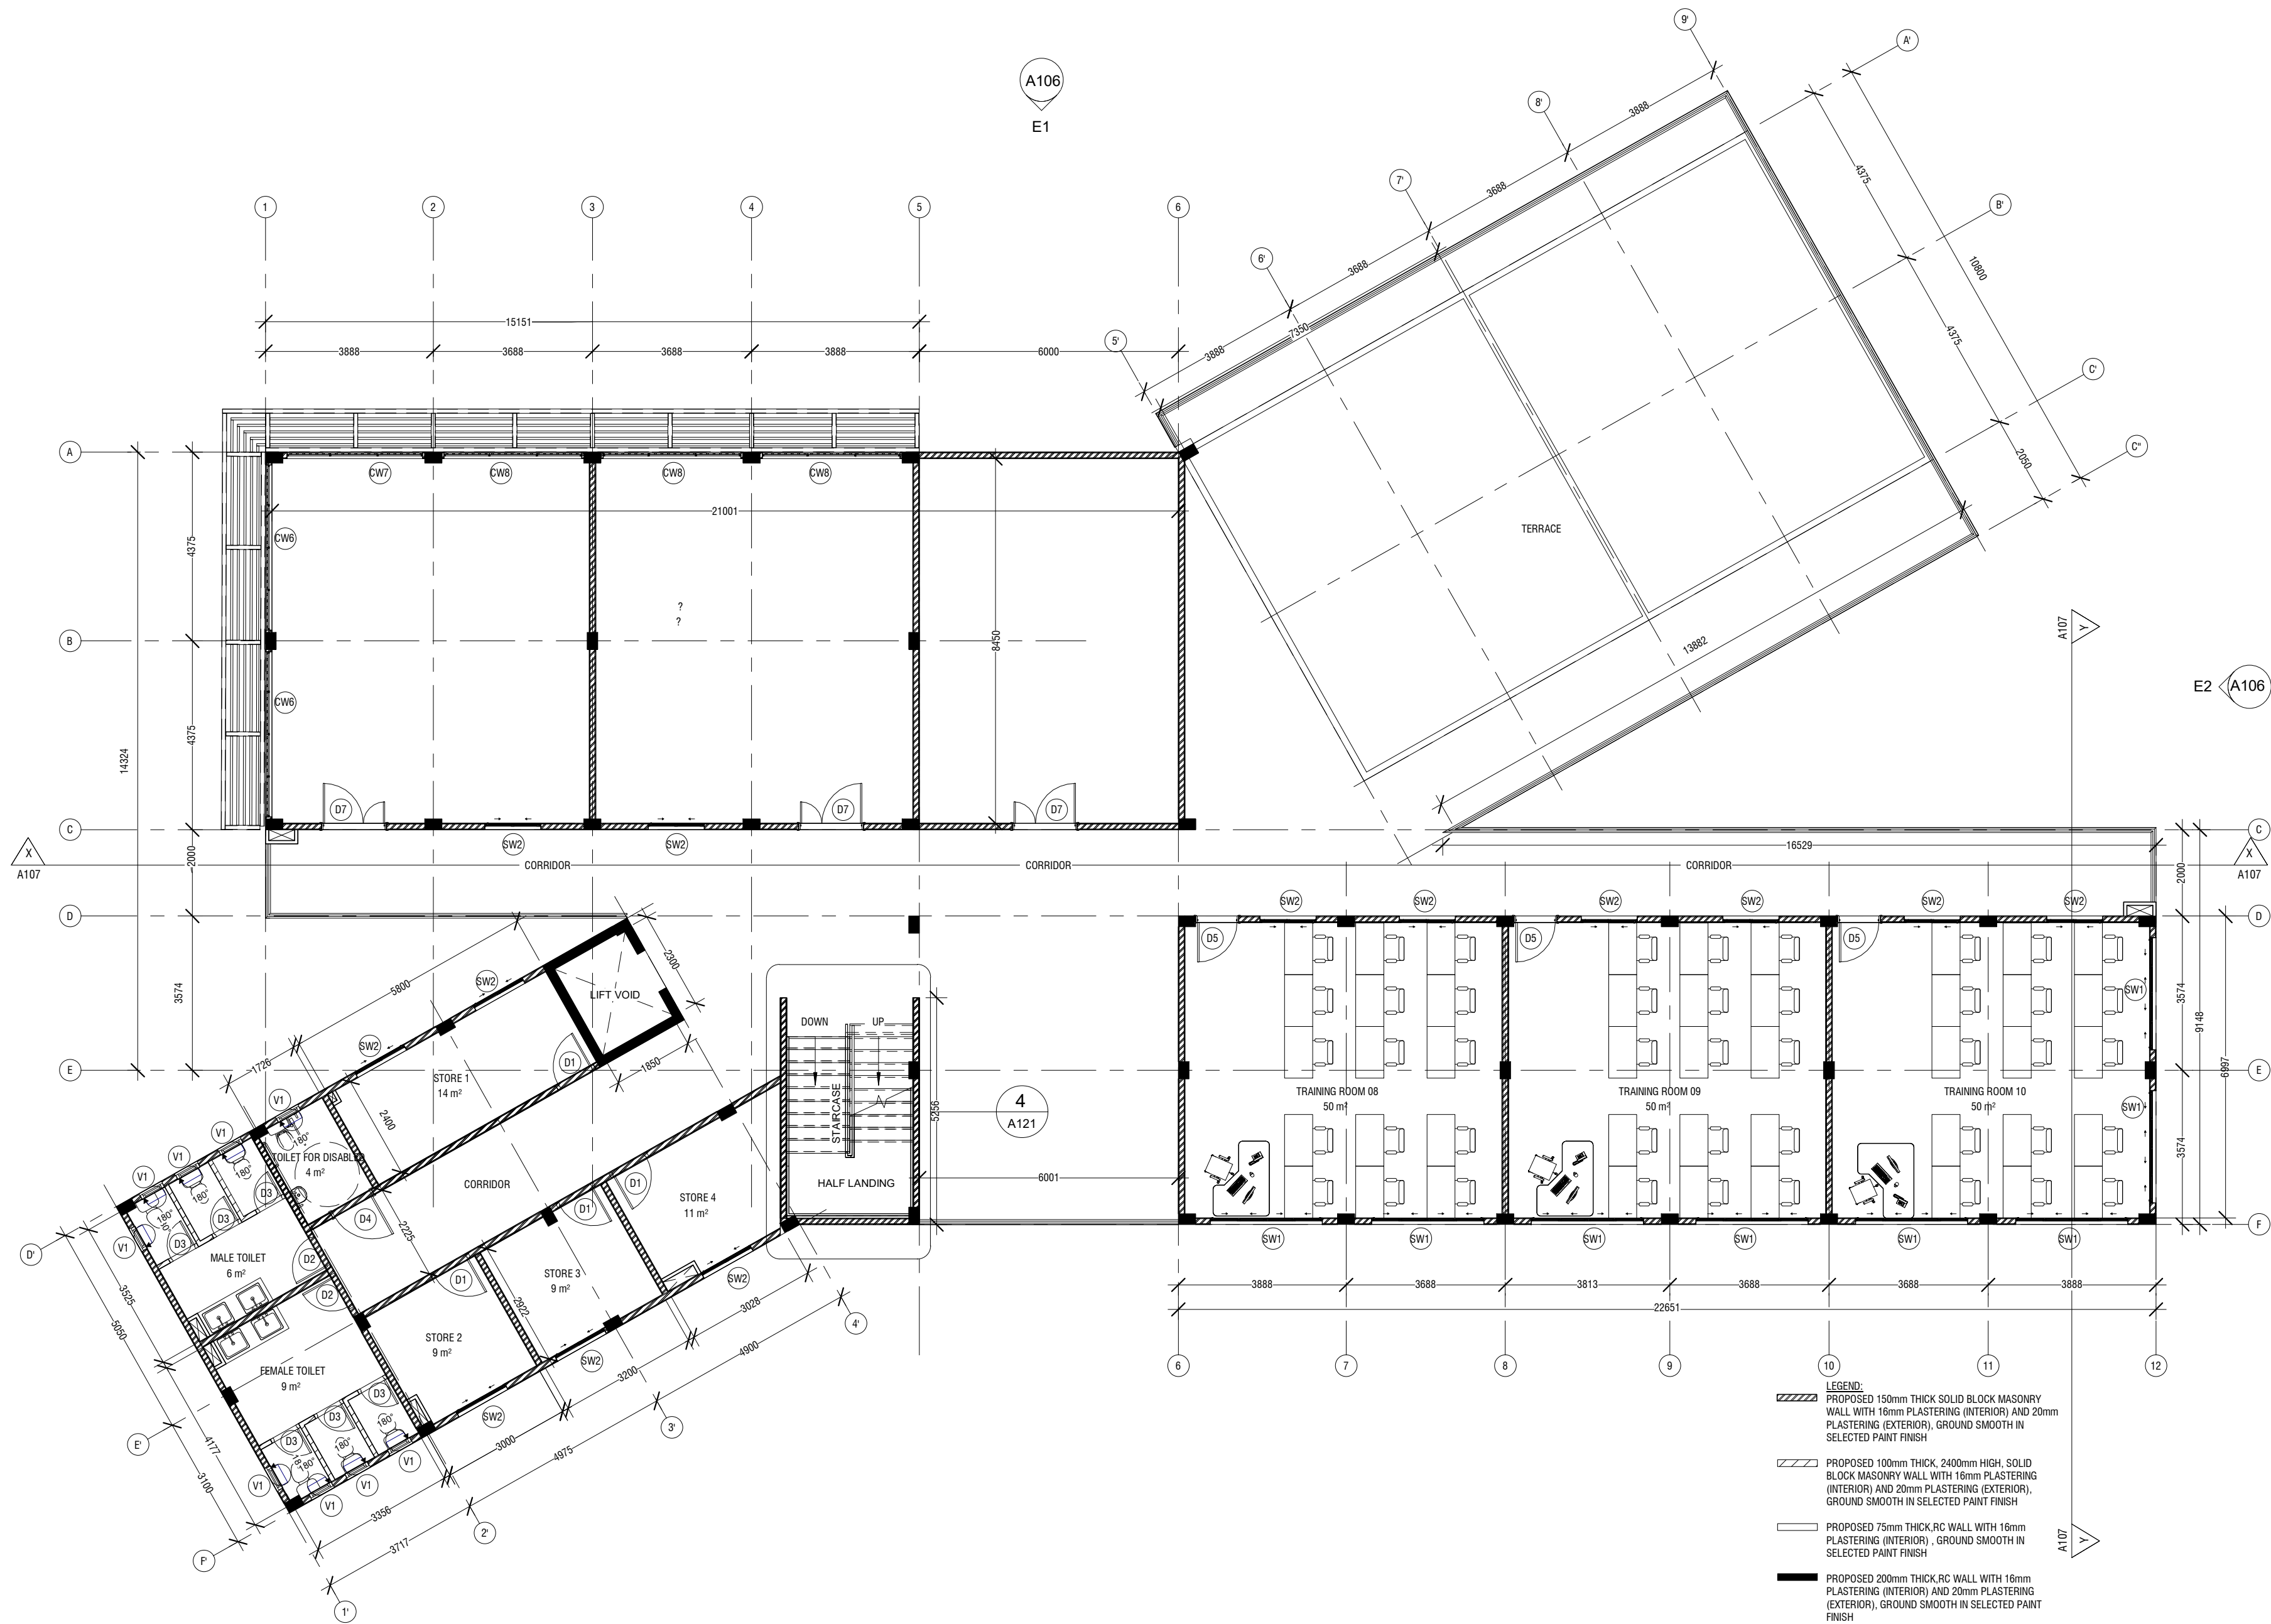 9'
A'
A106
E1
8'
3888
B'
7'
3688
4375
10800
1
2
3
4
5
6
6'
3688
C'
5'
7350
3888
4375
C"
2050
15151
3888
3688
3688
3888
6000
A
CW7
CW8
CW8
CW8
21001
CW6
4375
TERRACE
?
?
A107
Y
B
8450
13882
E2
A106
CW6
4375
14324
D7
D7
D7
C
C
SW2
SW2
16529
X
A107
2000
CORRIDOR
CORRIDOR
CORRIDOR
2000
X
A107
SW2
SW2
SW2
SW2
SW2
SW2
D
D
D5
D5
D5
2300
SW2
5800
LIFT VOID
3574
SW1
3574
DOWN
UP
9148
SW2
1726
D1
1850
E
E
6997
STORE 1
14 m²
TRAINING ROOM 08
50 m²
TRAINING ROOM 09
50 m²
TRAINING ROOM 10
50 m²
SW1
V1
2400
STAIRCASE
5256
4
A121
V1
180°
V1
TOILET FOR DISABLED
4 m²
180°
V1
180°
180°
D3
D3
D3
V1
CORRIDOR
D1
HALF LANDING
6001
3574
STORE 4
11 m²
D4
D1
2225
D'
MALE TOILET
6 m²
D2
D2
SW1
SW1
SW1
SW1
SW1
SW1
F
D1
STORE 3
9 m²
SW2
3525
2922
3888
3688
3813
3688
3688
3888
5050
3028
22651
4'
STORE 2
9 m²
4900
SW2
6
7
8
9
10
11
12
FEMALE TOILET
9 m²
3200
D3
D3
D3
SW2
3'
E'
180°
180°
180°
4177
3000
4975
V1
V1
V1
V1
3100
3356
3717
2'
F'
1'
LEGEND:
PROPOSED 150mm THICK SOLID BLOCK MASONRY
WALL WITH 16mm PLASTERING (INTERIOR) AND 20mm
PLASTERING (EXTERIOR), GROUND SMOOTH IN
SELECTED PAINT FINISH
PROPOSED 100mm THICK, 2400mm HIGH, SOLID
BLOCK MASONRY WALL WITH 16mm PLASTERING
(INTERIOR) AND 20mm PLASTERING (EXTERIOR),
GROUND SMOOTH IN SELECTED PAINT FINISH
PROPOSED 75mm THICK,RC WALL WITH 16mm
PLASTERING (INTERIOR) , GROUND SMOOTH IN
SELECTED PAINT FINISH
A107
Y
PROPOSED 200mm THICK,RC WALL WITH 16mm
PLASTERING (INTERIOR) AND 20mm PLASTERING
(EXTERIOR), GROUND SMOOTH IN SELECTED PAINT
FINISH